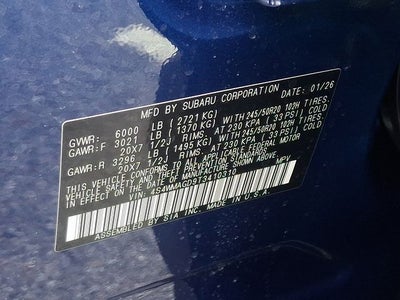 MFD BY SUBARU CORPORATION DATE 01/26
GVWR: 6000 LB (2721 KG)
GAWR:F 3021 LB (1370 KG) WITH 245/50R20 102H TIRES.
20X7 1/2J RIMS. AT 230 KPA (33 PSI) COLD.
GAWR:R 3296 LB (1495 KG) WITH 245/50R20 102H TIRES.
20X7 1/2J RIMS. AT 230 KPA (33 PSI) COLD.
THIS VEHICLE CONFORMS TO ALL APPLICABLE FEDERAL
MOTOR VEHICLE SAFETY STANDARDS IN EFFECT
ON THE DATE OF MANUFACTURE SHOWN ABOVE.
VIN: 4S4WMAGD9T3410310 MPV
ASSEMBLED BY SIA INC. MADE IN U.S.A.